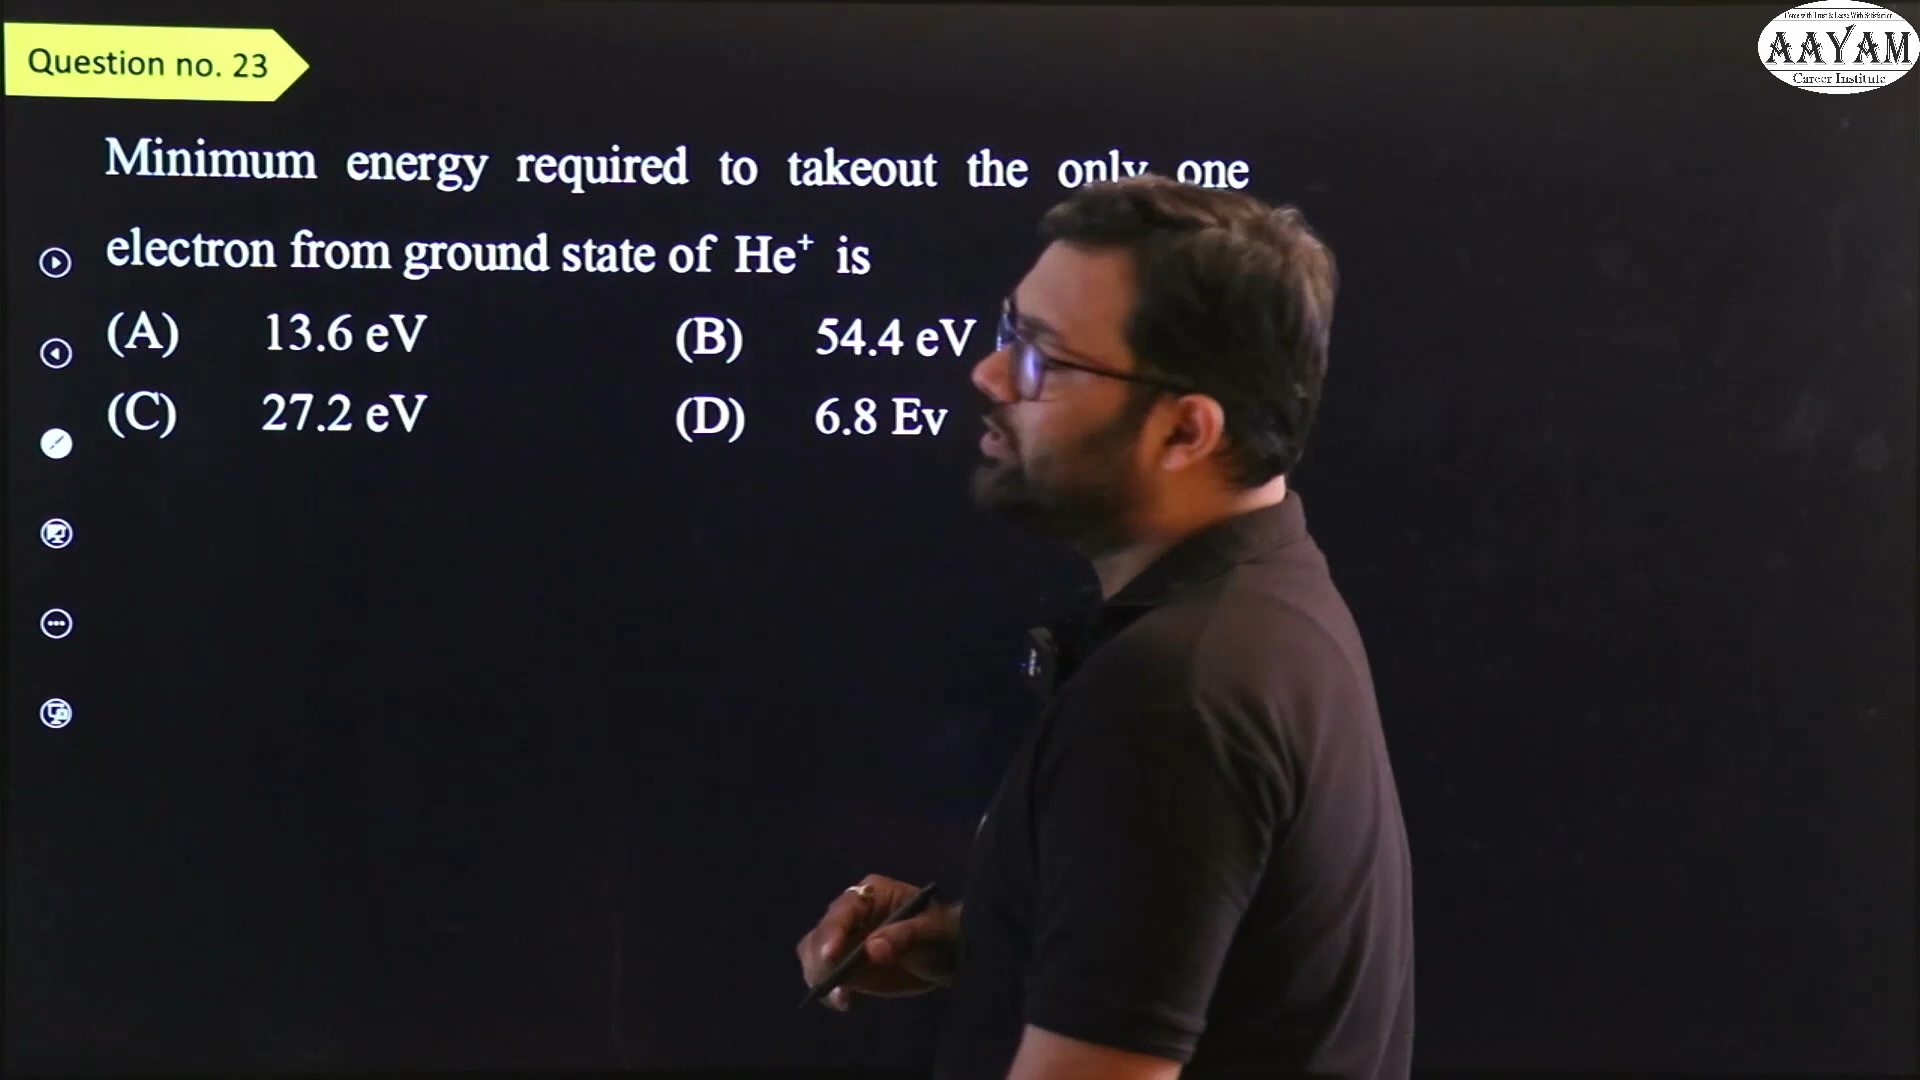 Question no. 23
AAYAM
Career Institute
Minimum energy required to takeout the only one
electron from ground state of He⁺ is
(A) 13.6 eV (B) 54.4 eV
(C) 27.2 eV (D) 6.8 Ev